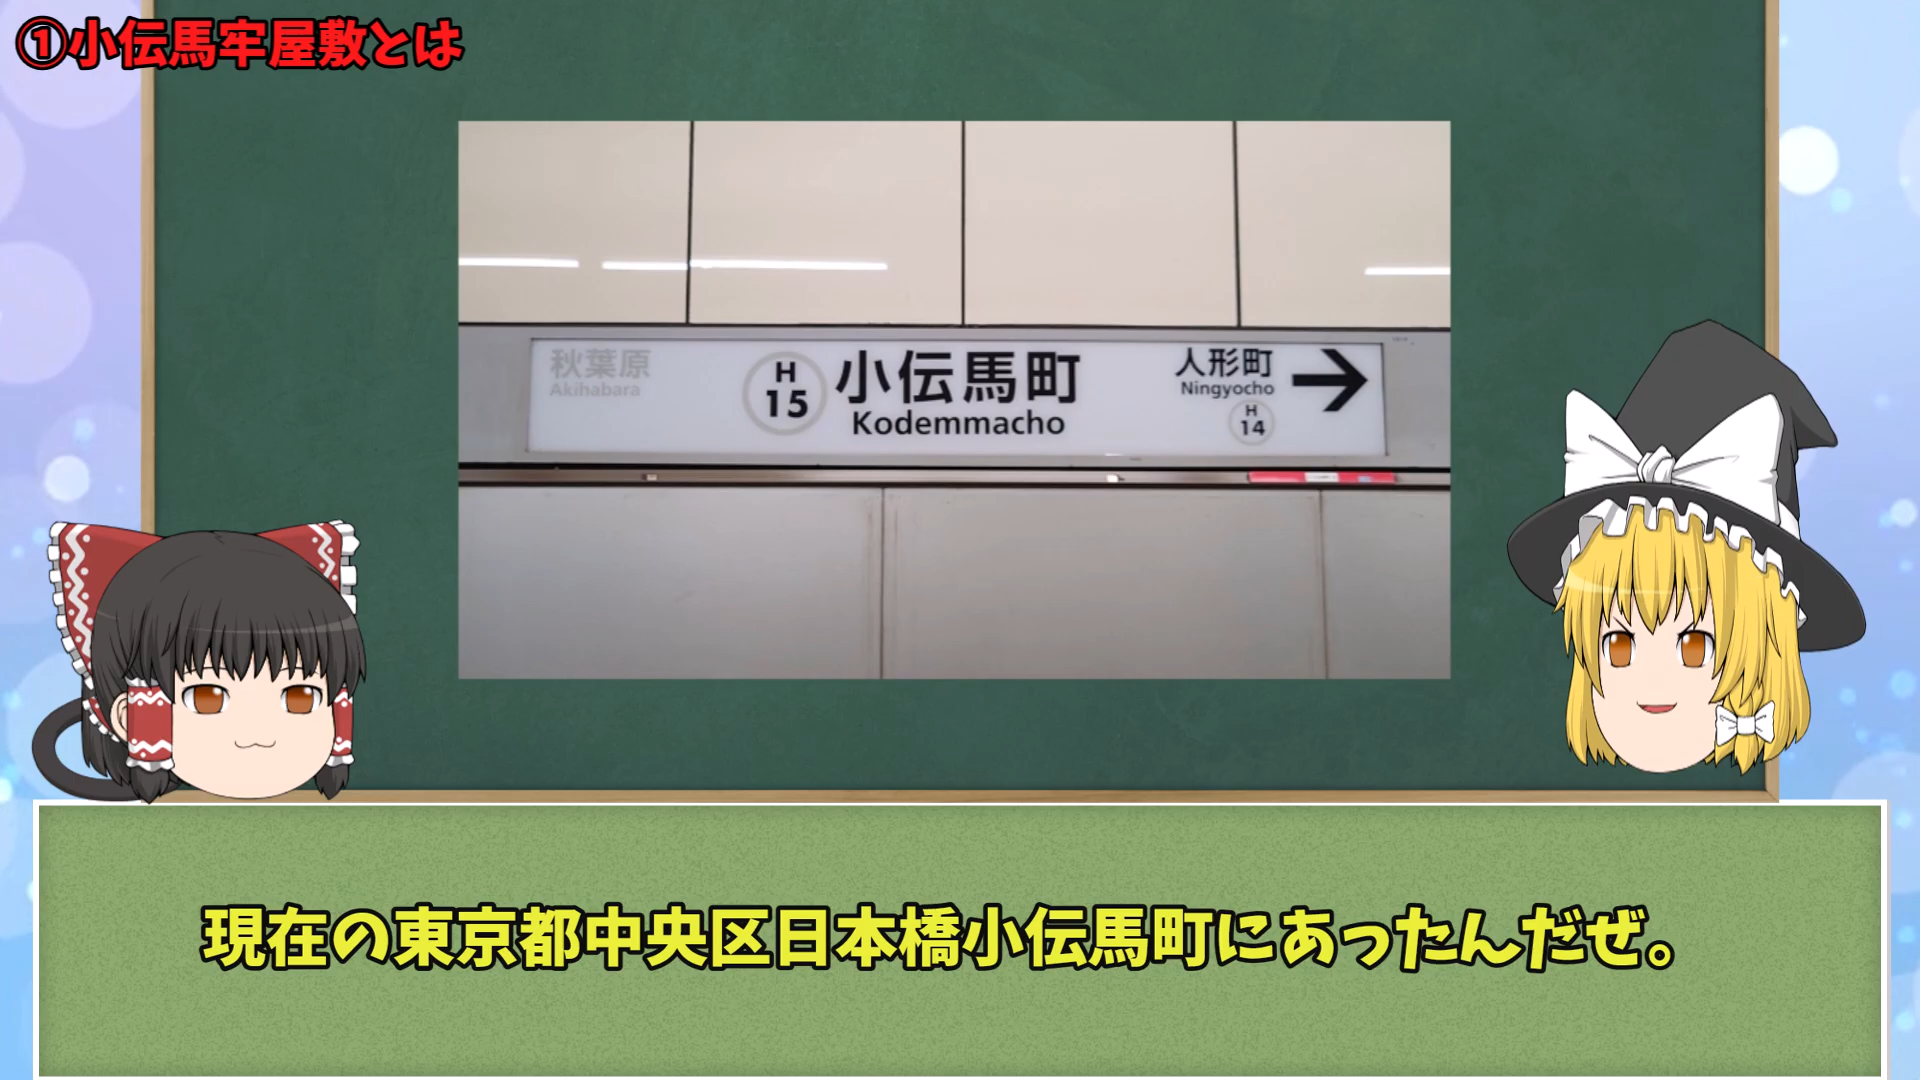 ①小伝馬牢屋敷とは
秋葉原
Akihabara
H
15
小伝馬町
Kodemmacho
人形町
Ningyocho
H
14
現在の東京都中央区日本橋小伝馬町にあったんだぜ。